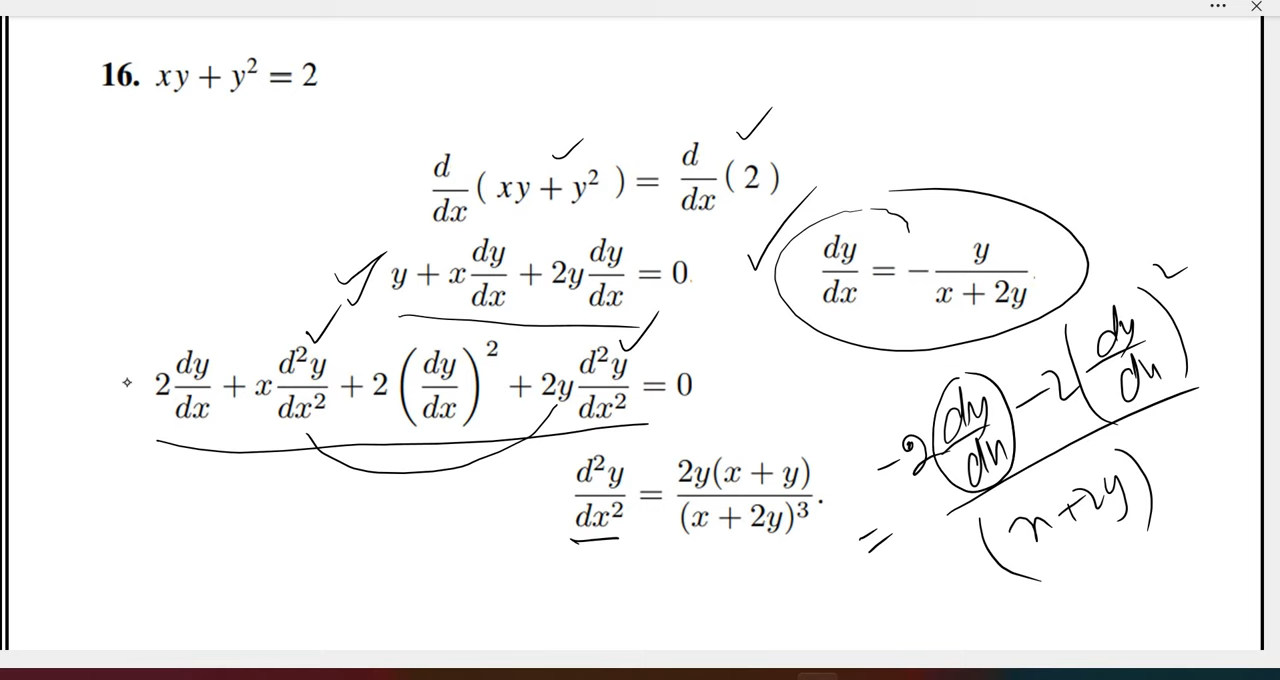 16. xy + y² = 2
d/dx ( xy + y² ) = d/dx ( 2 )
y + x dy/dx + 2y dy/dx = 0.
dy/dx = − y/(x + 2y)
2 dy/dx + x d²y/dx² + 2 (dy/dx)² + 2y d²y/dx² = 0
d²y/dx² = 2y(x + y)/(x + 2y)³.
= (−2 dy/dx − 2 (dy/dx)²)/(x + 2y)